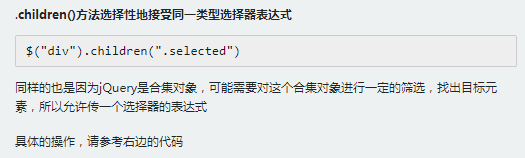 .children()方法选择性地接受同一类型选择器表达式
$("div").children(".selected")
同样的也是因为jQuery是合集对象，可能需要对这个合集对象进行一定的筛选，找出目标元
素，所以允许传一个选择器的表达式
具体的操作，请参考右边的代码